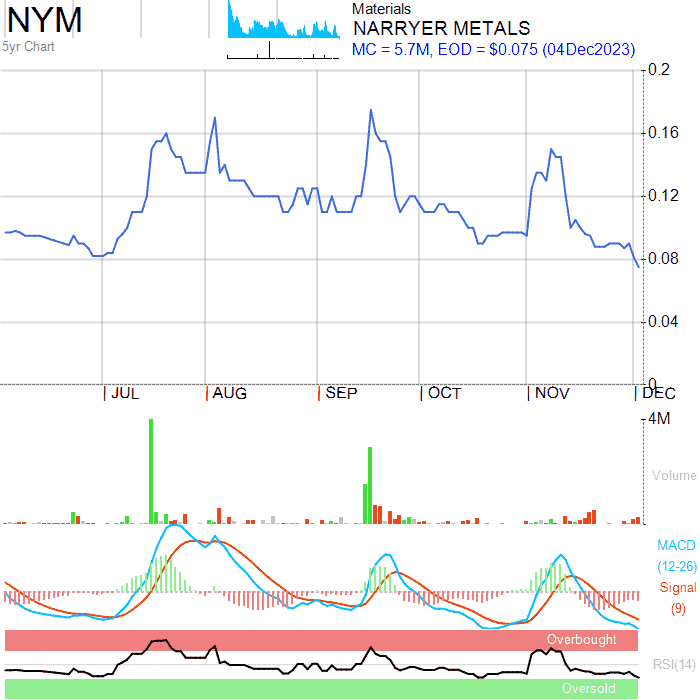 NYM
5yr Chart
Materials
NARRYER METALS
MC = 5.7M, EOD = $0.075 (04Dec2023)
0.2
0.16
0.12
0.08
0.04
0
JUL AUG SEP OCT NOV DEC
4M
Volume
MACD
(12-26)
Signal
(9)
Overbought
RSI(14)
Oversold